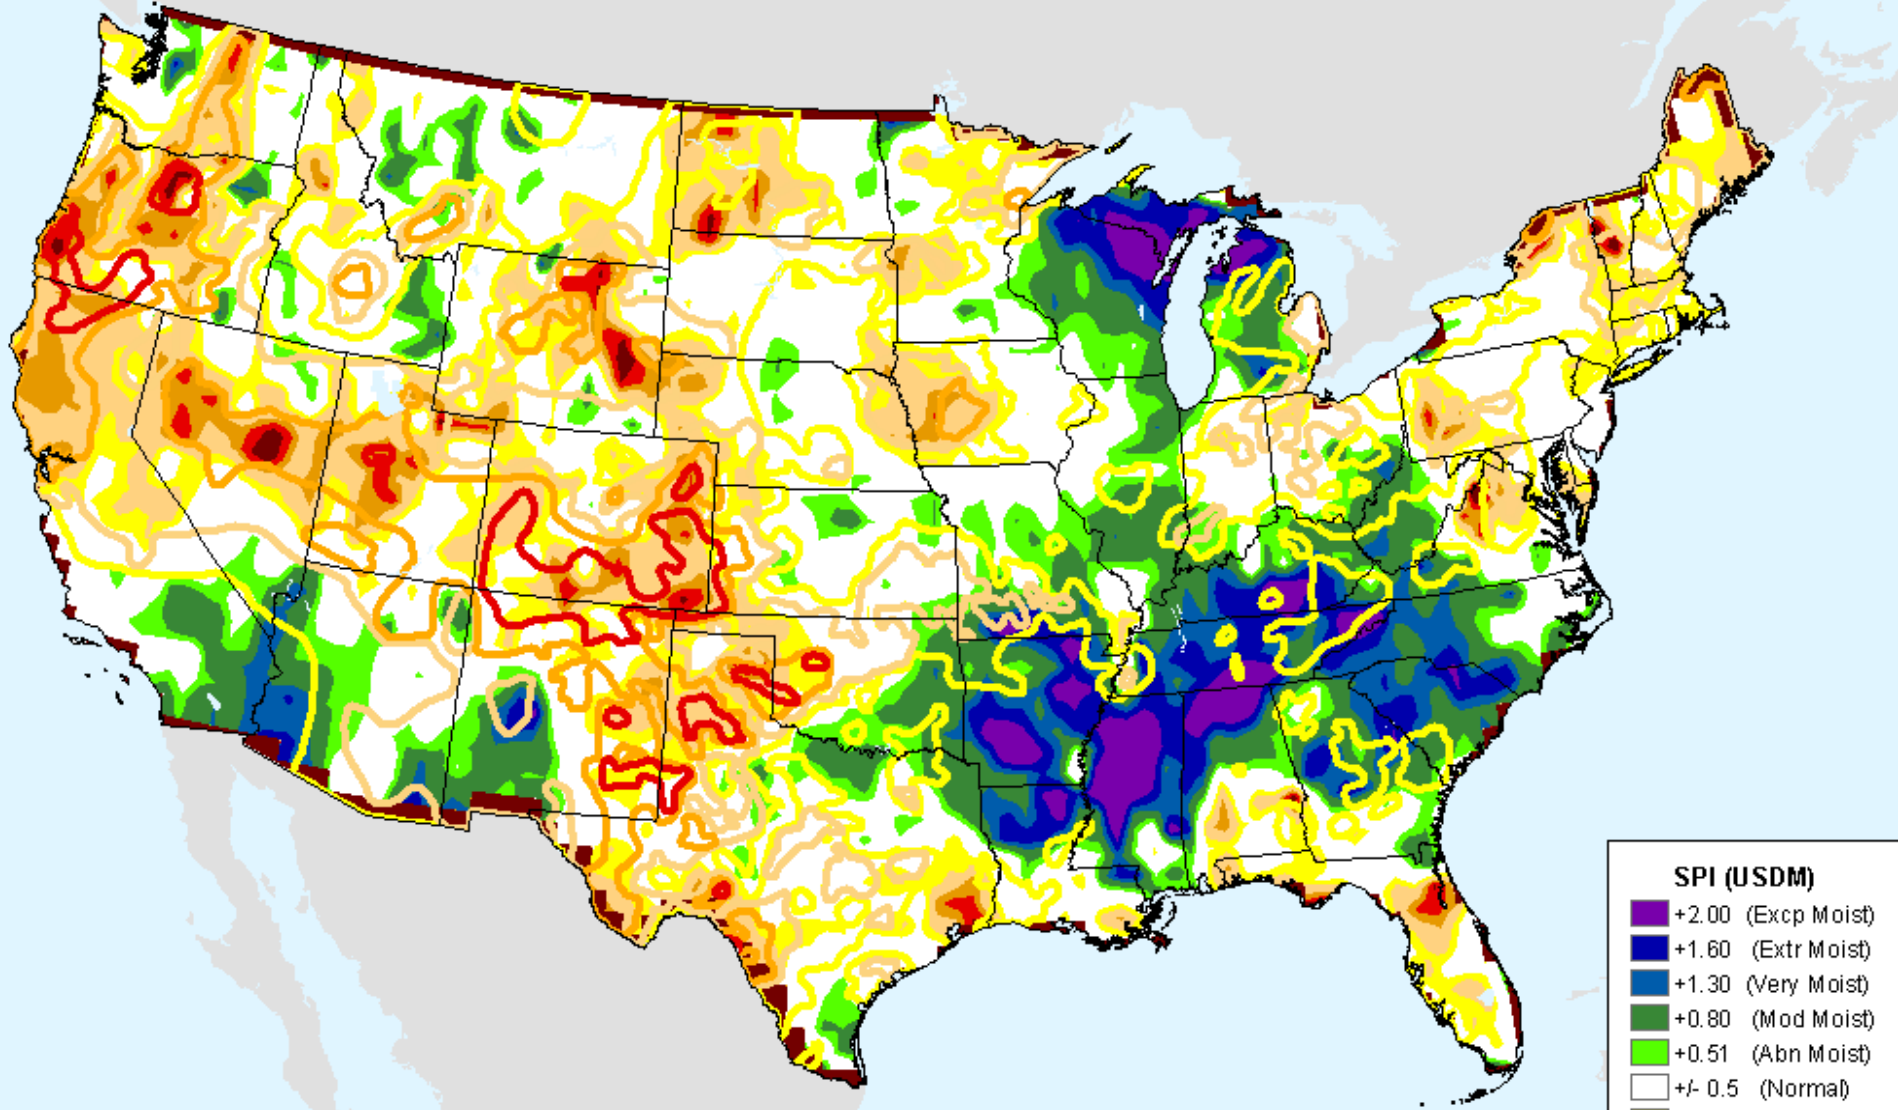 SPI (USDM)
+2.00 (Excp Moist)
+1.60 (Extr Moist)
+1.30 (Very Moist)
+0.80 (Mod Moist)
+0.51 (Abn Moist)
+/- 0.5 (Normal)